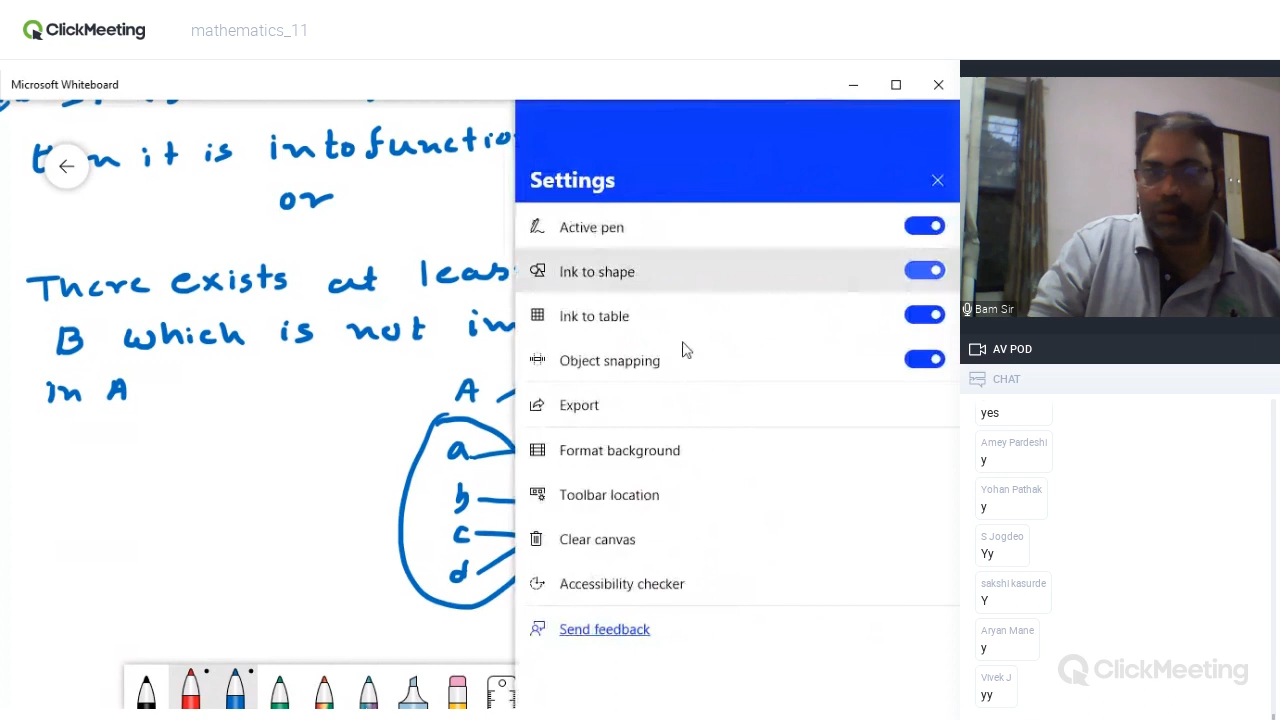 ClickMeeting
mathematics_11
Microsoft Whiteboard
it is into functio
or
There exists at leas
B which is not im
in A
A
a
b
c
d
Settings
Active pen
Ink to shape
Ink to table
Object snapping
Export
Format background
Toolbar location
Clear canvas
Accessibility checker
Send feedback
Bam Sir
AV POD
CHAT
yes
Amey Pardeshi
y
Yohan Pathak
y
S Jogdeo
Yy
sakshi kasurde
Y
Aryan Mane
y
Vivek J
yy
ClickMeeting